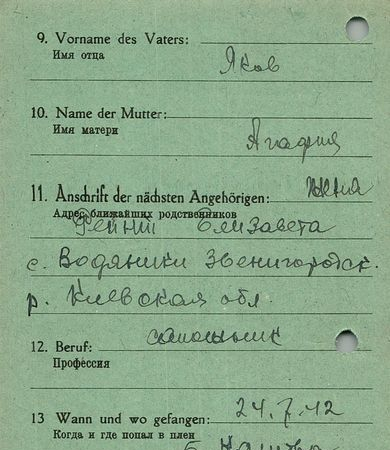 9. Vorname des Vaters:
Имя отца
Яков
10. Name der Mutter:
Имя матери
Агафия
11. Anschrift der nächsten Angehörigen:
Адрес ближайших родственников
Елизавета
с. Водяники Звенигородск.
р. Киевская обл
12. Beruf:
сапожник
Профессия
13 Wann und wo gefangen: 24.7.42
Когда и где попал в плен